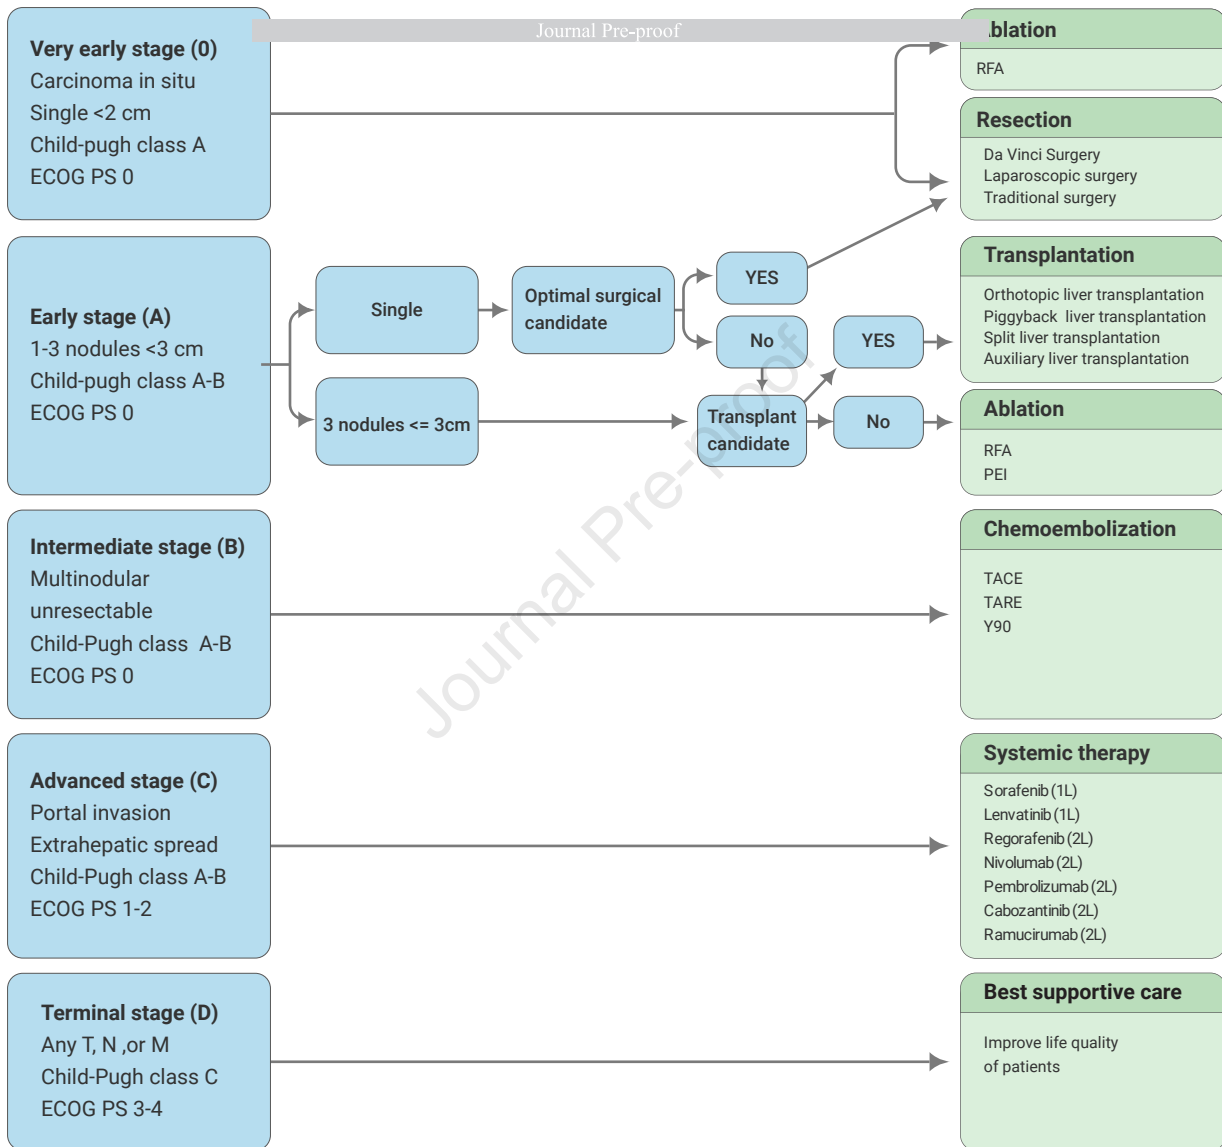 Journal Pre-proof
Very early stage (0)
Carcinoma in situ
Single <2 cm
Child-pugh class A
ECOG PS 0
blation
RFA
Resection
Da Vinci Surgery
Laparoscopic surgery
Traditional surgery
Early stage (A)
1-3 nodules <3 cm
Child-pugh class A-B
ECOG PS 0
Single
3 nodules <= 3cm
Optimal surgical
candidate
YES
No
Transplant
candidate
YES
No
Transplantation
Orthotopic liver transplantation
Piggyback liver transplantation
Split liver transplantation
Auxiliary liver transplantation
Ablation
RFA
PEI
Intermediate stage (B)
Multinodular
unresectable
Child-Pugh class A-B
ECOG PS 0
Chemoembolization
TACE
TARE
Y90
Advanced stage (C)
Portal invasion
Extrahepatic spread
Child-Pugh class A-B
ECOG PS 1-2
Systemic therapy
Sorafenib (1L)
Lenvatinib (1L)
Regorafenib (2L)
Nivolumab (2L)
Pembrolizumab (2L)
Cabozantinib (2L)
Ramucirumab (2L)
Terminal stage (D)
Any T, N ,or M
Child-Pugh class C
ECOG PS 3-4
Best supportive care
Improve life quality
of patients
Journal Pre-proof